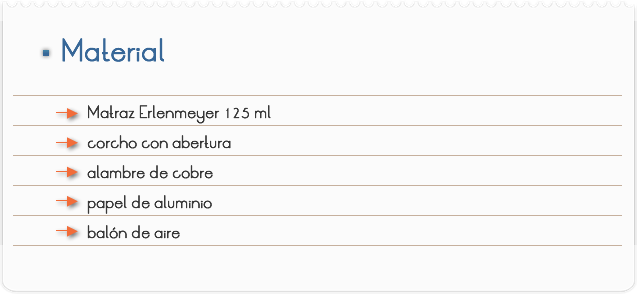 Material
Matraz Erlenmeyer 125 ml
corcho con abertura
alambre de cobre
papel de aluminio
balón de aire